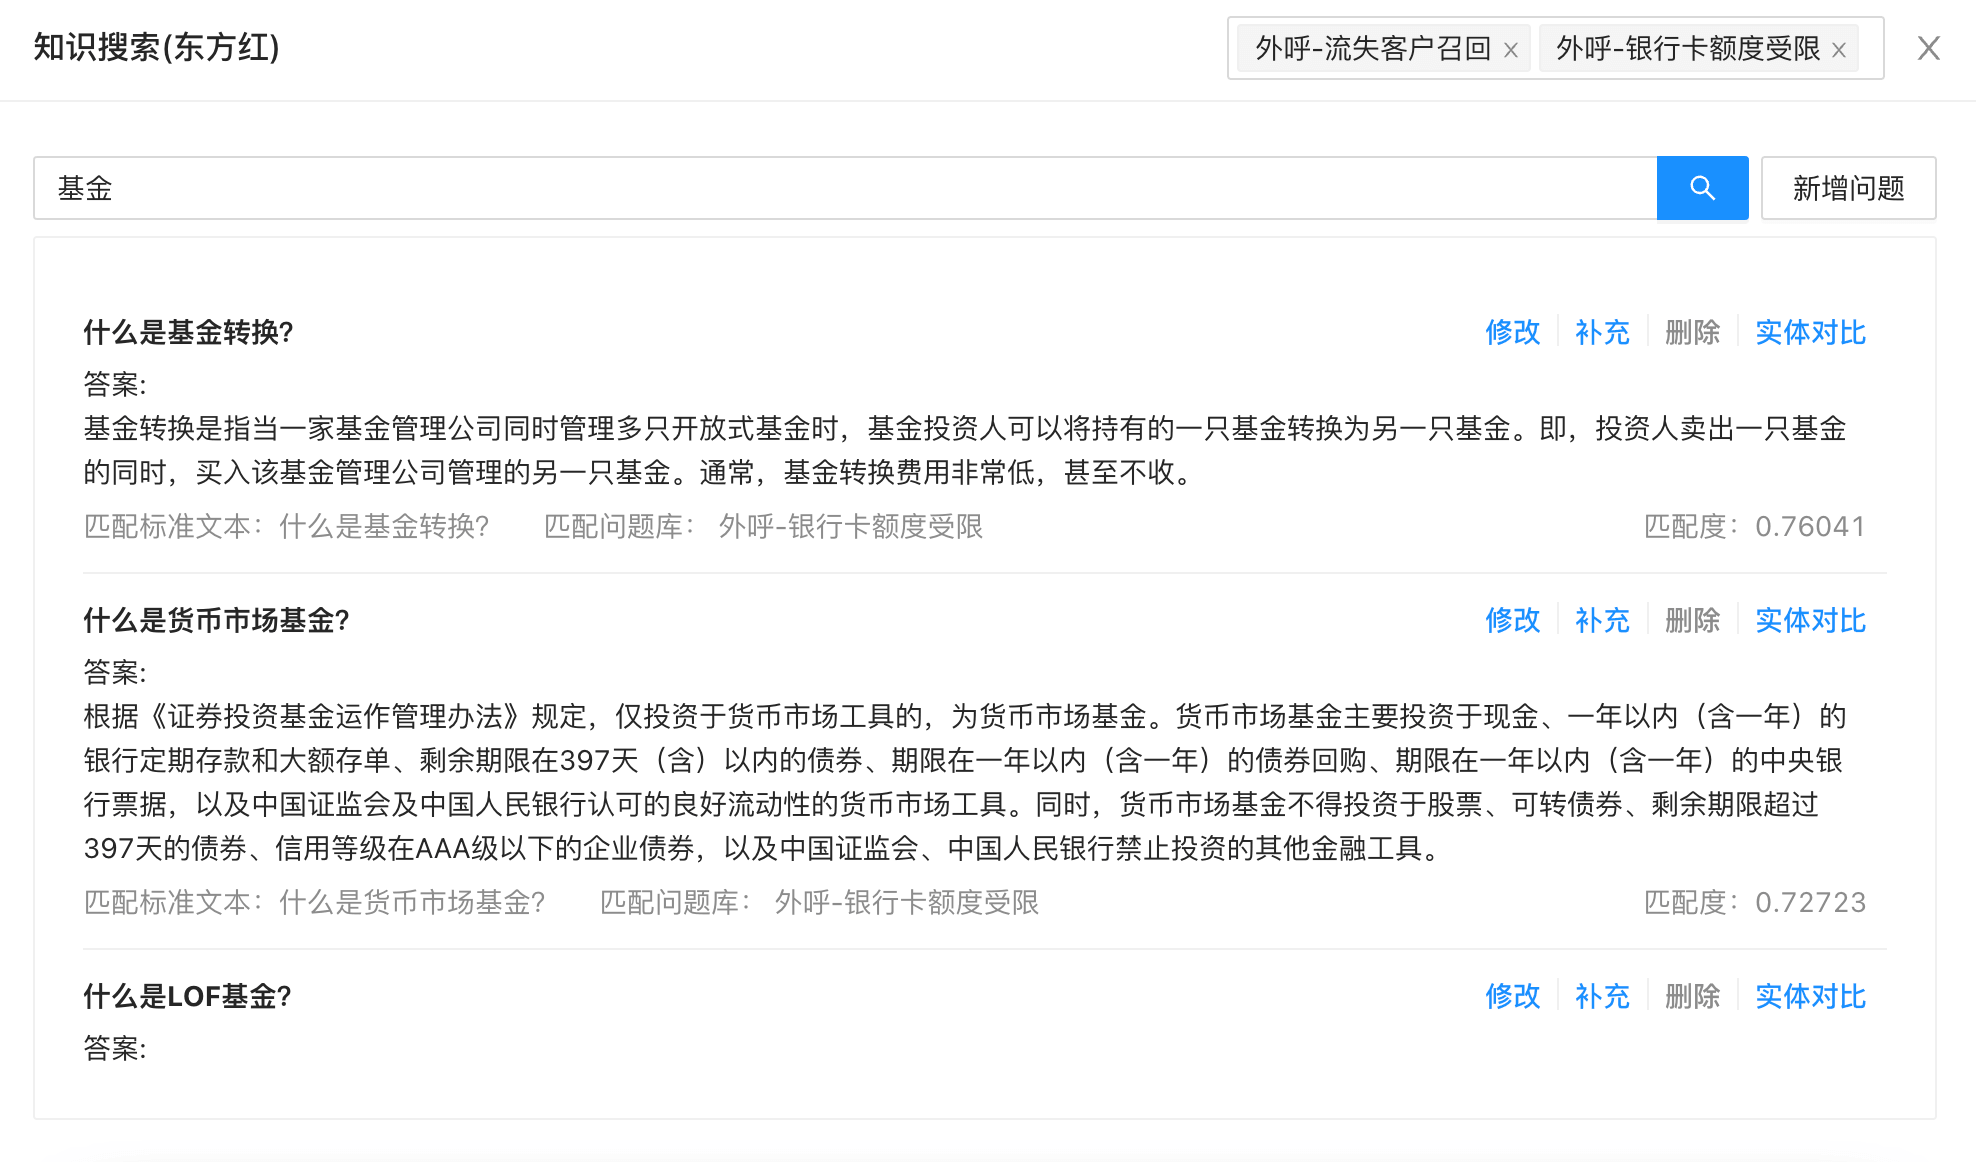 知识搜索(东方红)
外呼-流失客户召回 ×
外呼-银行卡额度受限 ×
基金
新增问题
什么是基金转换?
修改 补充 删除 实体对比
答案:
基金转换是指当一家基金管理公司同时管理多只开放式基金时，基金投资人可以将持有的一只基金转换为另一只基金。即，投资人卖出一只基金
的同时，买入该基金管理公司管理的另一只基金。通常，基金转换费用非常低，甚至不收。
匹配标准文本：什么是基金转换? 匹配问题库： 外呼-银行卡额度受限 匹配度：0.76041
什么是货币市场基金?
修改 补充 删除 实体对比
答案:
根据《证券投资基金运作管理办法》规定，仅投资于货币市场工具的，为货币市场基金。货币市场基金主要投资于现金、一年以内（含一年）的
银行定期存款和大额存单、剩余期限在397天（含）以内的债券、期限在一年以内（含一年）的债券回购、期限在一年以内（含一年）的中央银
行票据，以及中国证监会及中国人民银行认可的良好流动性的货币市场工具。同时，货币市场基金不得投资于股票、可转债券、剩余期限超过
397天的债券、信用等级在AAA级以下的企业债券，以及中国证监会、中国人民银行禁止投资的其他金融工具。
匹配标准文本：什么是货币市场基金? 匹配问题库： 外呼-银行卡额度受限 匹配度：0.72723
什么是LOF基金?
修改 补充 删除 实体对比
答案: